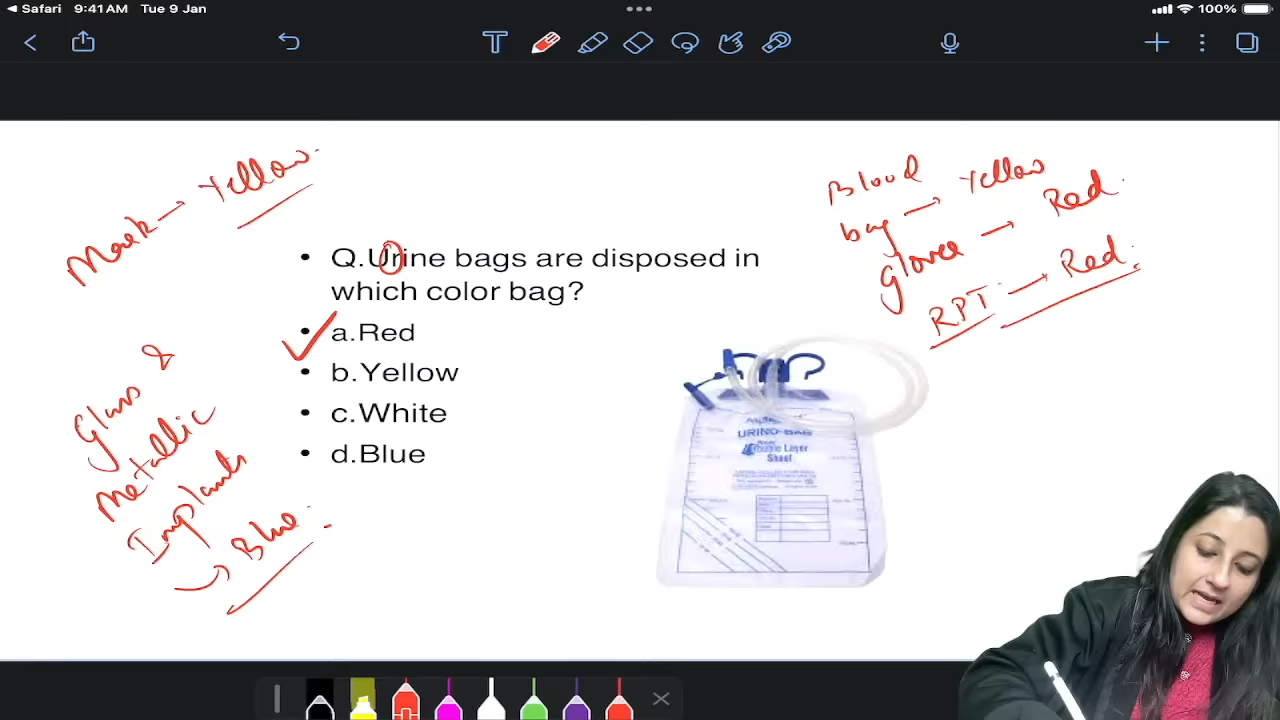 Safari 9:41 AM Tue 9 Jan 100%
Mask → Yellow
Blood
bag → Yellow
Gloves → Red
RPT → Red
• Q.Urine bags are disposed in
which color bag?
• a.Red
• b.Yellow
• c.White
• d.Blue
Glass &
Metallic
Implants
↪ Blue
URINO BAG
Double Layer
Sheet